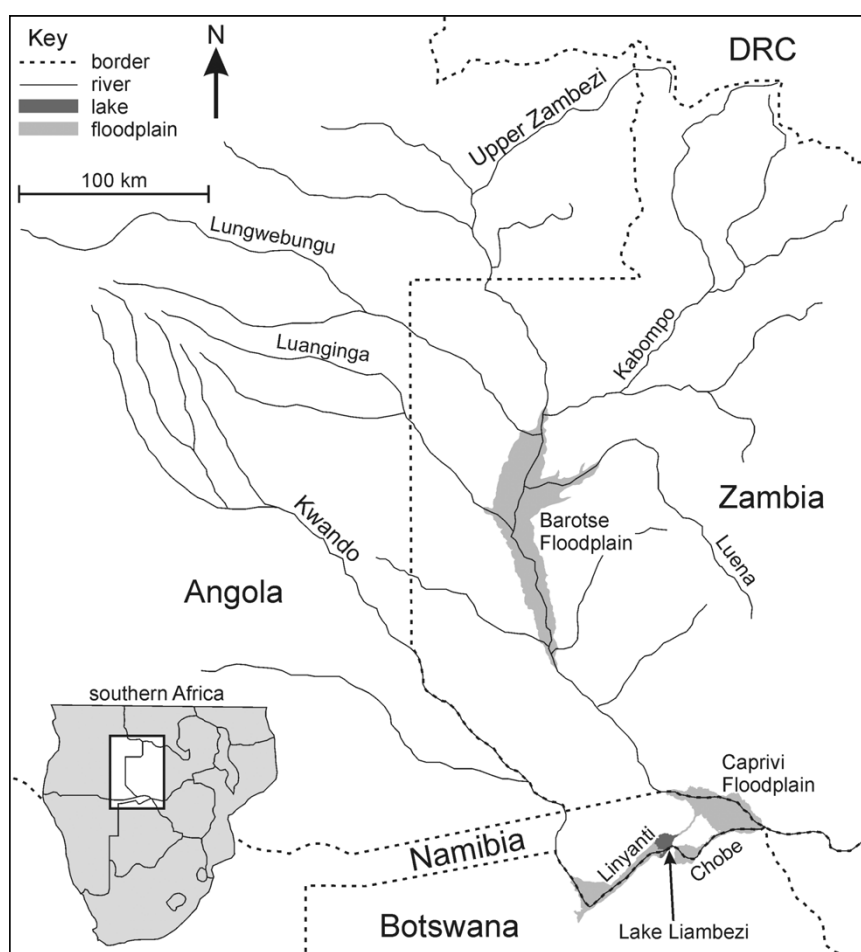 Key
border
river
lake
floodplain
N
100 km
DRC
Upper Zambezi
Lungwebungu
Luanginga
Kabompo
Kwando
Zambia
Barotse
Floodplain
Luena
Angola
southern Africa
Caprivi
Floodplain
Namibia
Linyanti
Chobe
Botswana
Lake Liambezi